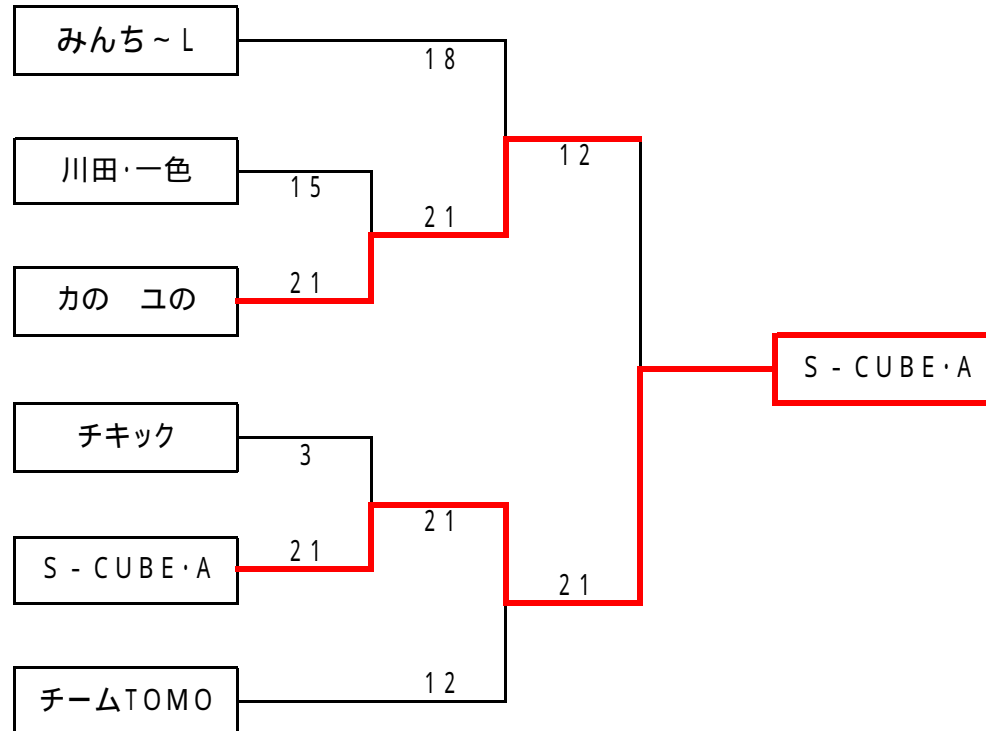 みんち~L
18
12
川田・一色
15
21
カの　ユの
21
S-CUBE・A
チキック
3
21
S-CUBE・A
21
21
チームTOMO
12